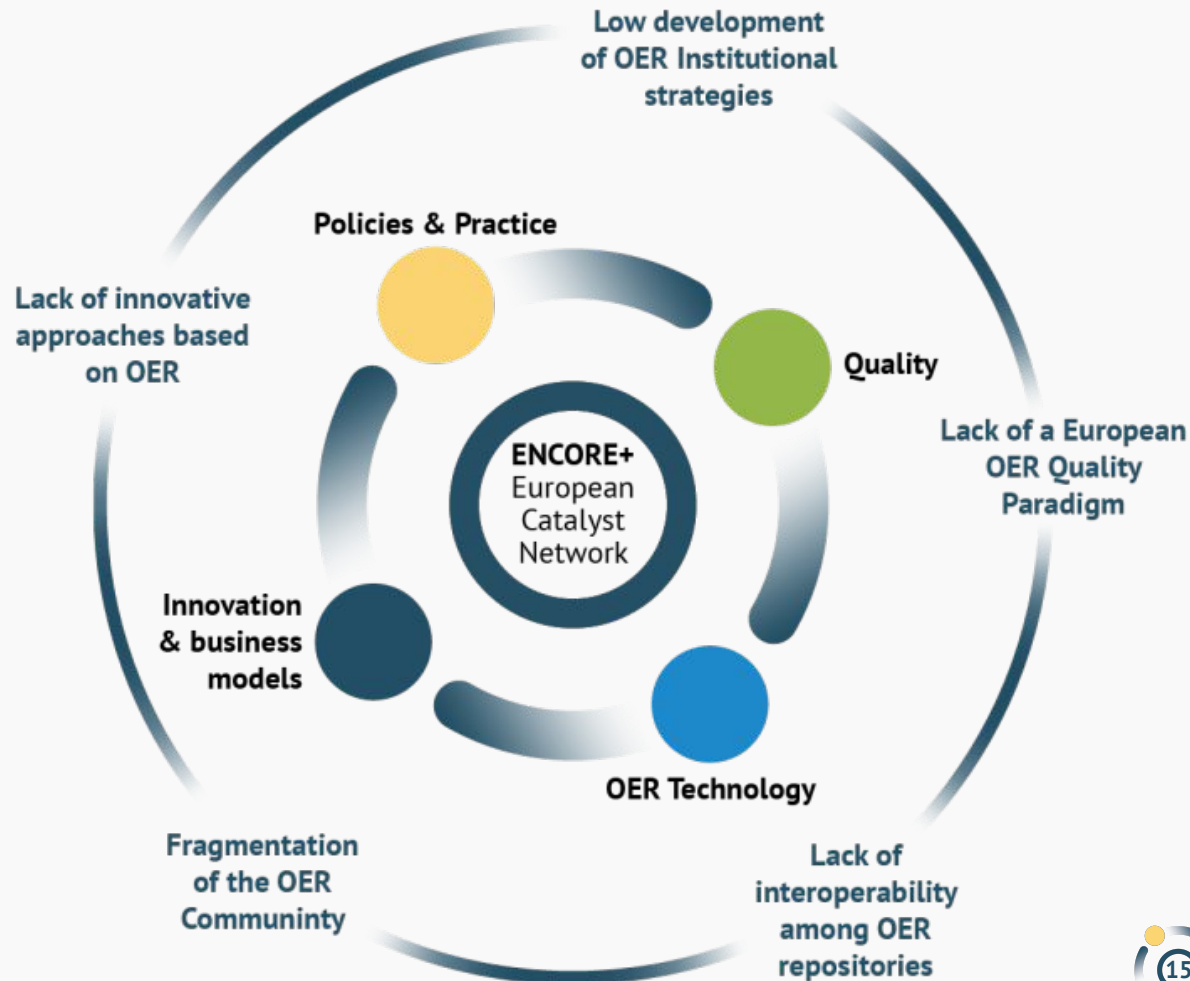 Low development
of OER Institutional
strategies
Policies & Practice
Lack of innovative
approaches based
on OER
Quality
Lack of a European
OER Quality
Paradigm
ENCORE+
European
Catalyst
Network
Innovation
& business
models
OER Technology
Fragmentation
of the OER
Communinty
Lack of
interoperability
among OER
repositories
15